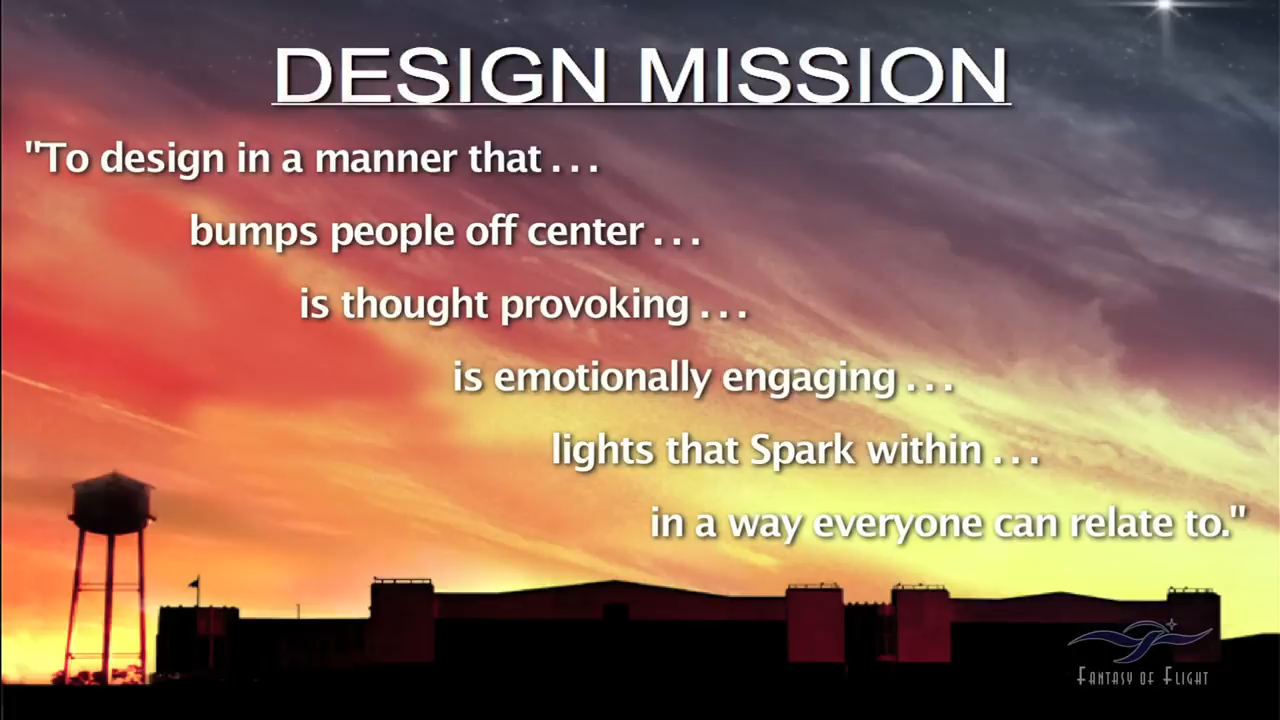 DESIGN MISSION
"To design in a manner that . . .
bumps people off center . . .
is thought provoking . . .
is emotionally engaging . . .
lights that Spark within . . .
in a way everyone can relate to."
FANTASY OF FLIGHT